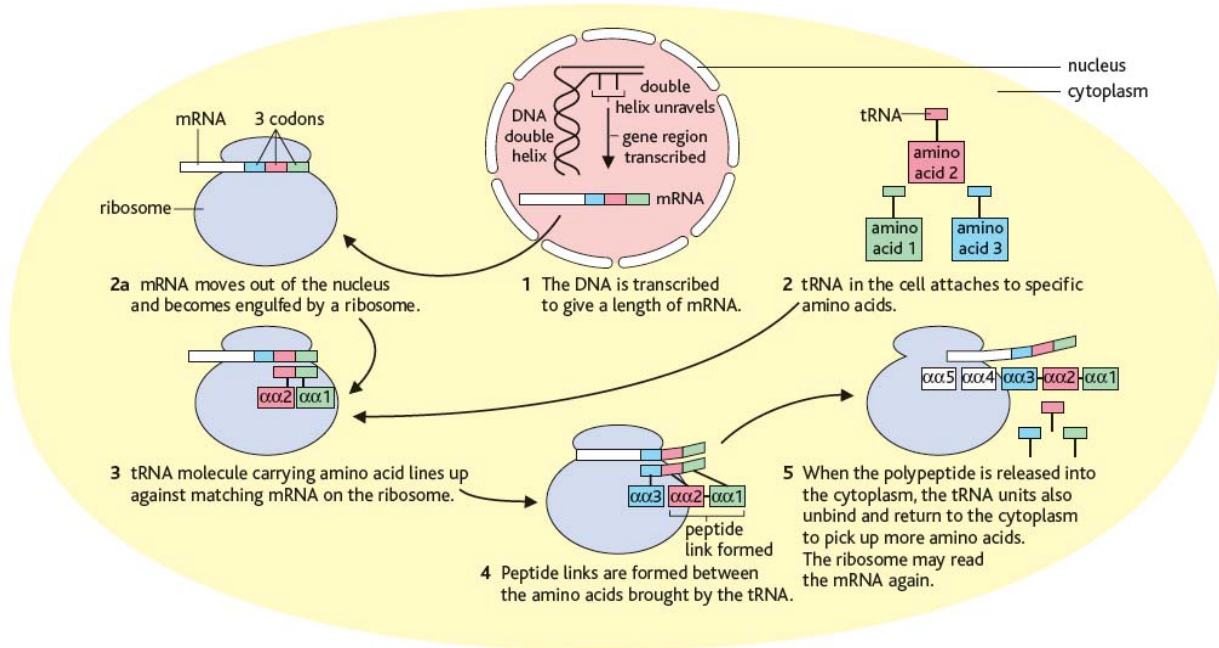 nucleus
cytoplasm
DNA
double
helix
double
helix unravels
gene region
transcribed
mRNA
mRNA
3 codons
ribosome
tRNA
amino
acid 2
amino
acid 1
amino
acid 3
1 The DNA is transcribed
to give a length of mRNA.
2 tRNA in the cell attaches to specific
amino acids.
2a mRNA moves out of the nucleus
and becomes engulfed by a ribosome.
αα2 αα1
3 tRNA molecule carrying amino acid lines up
against matching mRNA on the ribosome.
αα3 αα2 αα1
peptide
link formed
4 Peptide links are formed between
the amino acids brought by the tRNA.
αα5 αα4 αα3 αα2 αα1
5 When the polypeptide is released into
the cytoplasm, the tRNA units also
unbind and return to the cytoplasm
to pick up more amino acids.
The ribosome may read
the mRNA again.